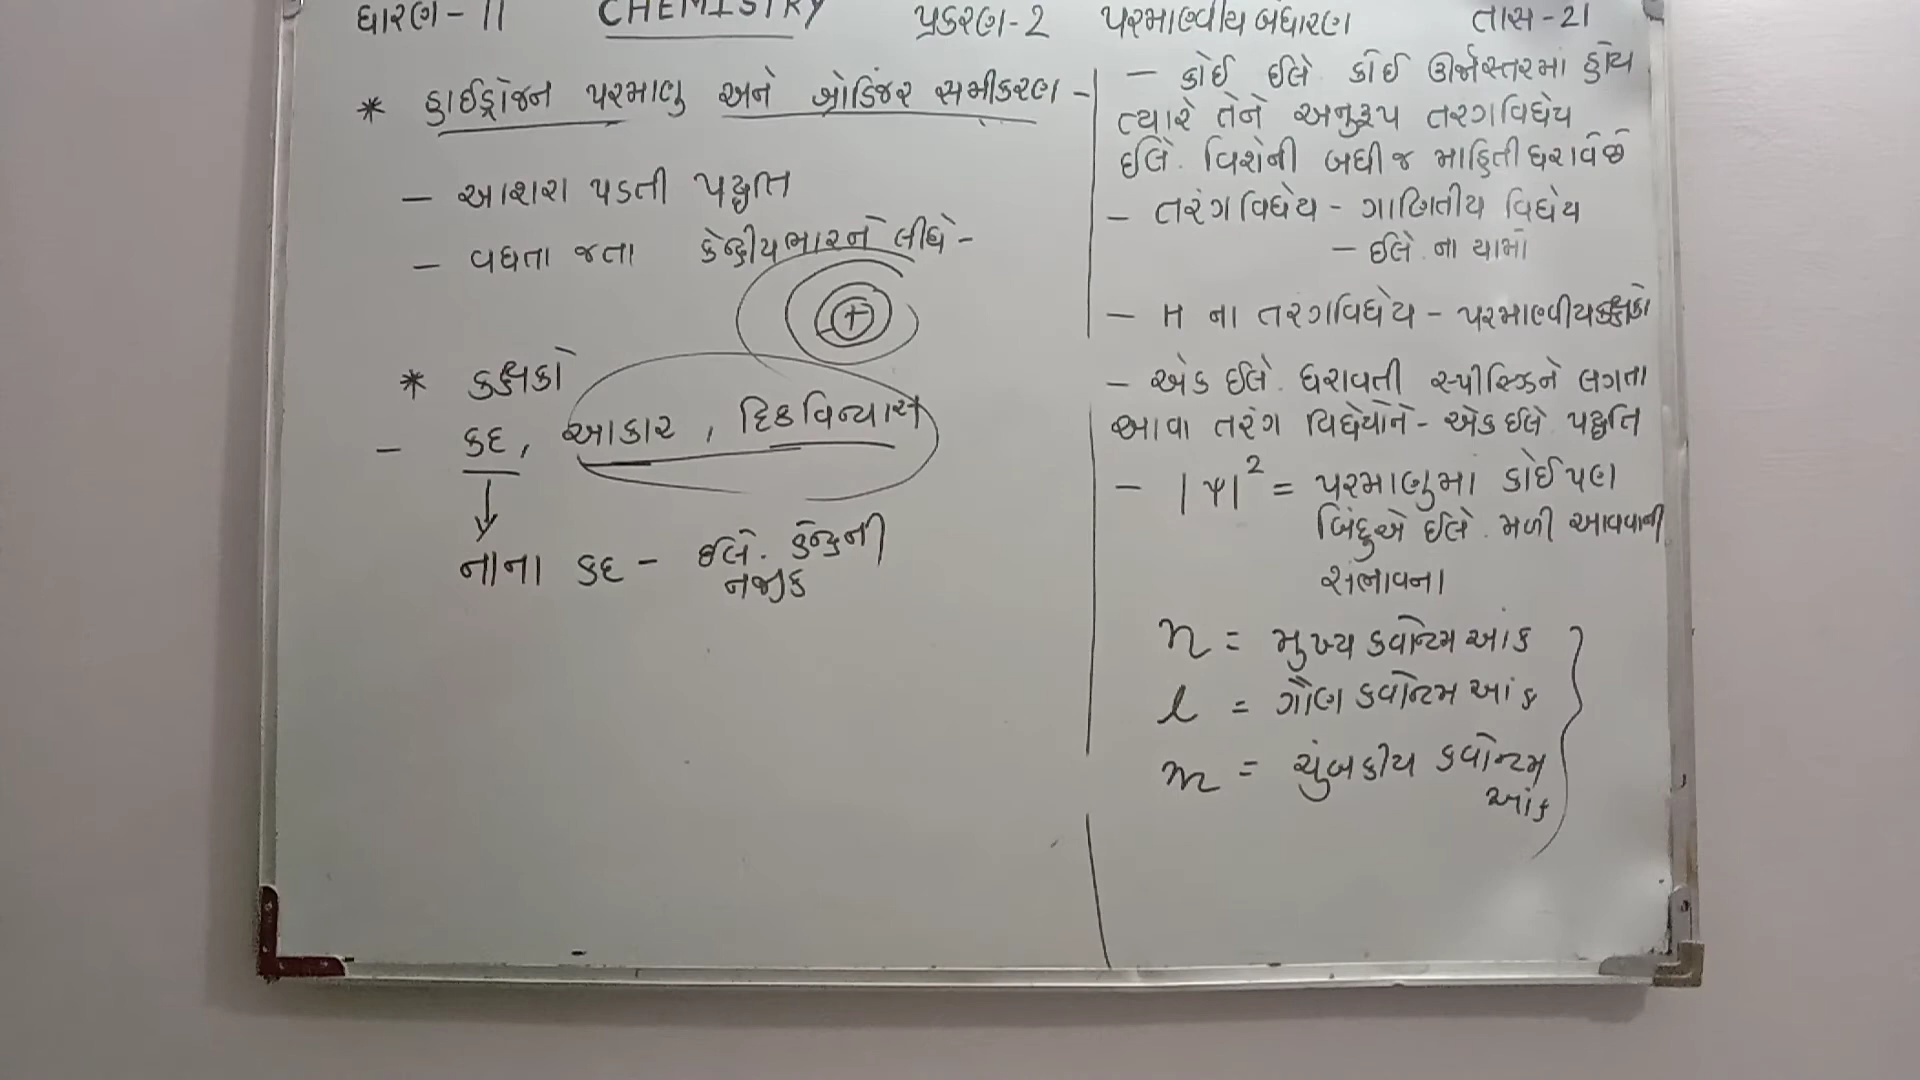 ધોરણ - 11 CHEMISTRY પ્રકરણ-2 પરમાણ્વીય બંધારણ તાસ - 21
* હાઈડ્રોજન પરમાણુ અને શ્રોડિંજર સમીકરણ -
- આશરા પડતી પદ્ધતિ
- વધતા જતા કેન્દ્રીયભારને લીધે -
+
* કક્ષકો
- કદ, આકાર, દિક્વિન્યાસ
નાના કદ - ઈલે. કેન્દ્રની
નજીક
- કોઈ ઈલે. કોઈ ઊર્જાસ્તરમાં હોય
ત્યારે તેને અનુરૂપ તરંગવિધેય
ઈલે. વિશેની બધી જ માહિતી ધરાવે છે
- તરંગવિધેય - ગાણિતીય વિધેય
- ઈલે. ના યામો
- H ના તરંગવિધેય - પરમાણ્વીયકક્ષકો
- એક ઈલે. ધરાવતી સ્પીસિઝને લગતા
આવા તરંગ વિધેયોને - એક ઈલે. પદ્ધતિ
- |ψ|² = પરમાણુમાં કોઈપણ
બિંદુએ ઈલે. મળી આવવાની
સંભાવના
n = મુખ્ય ક્વોન્ટમ આંક
l = ગૌણ ક્વોન્ટમ આંક
m = ચુંબકીય ક્વોન્ટમ
આંક